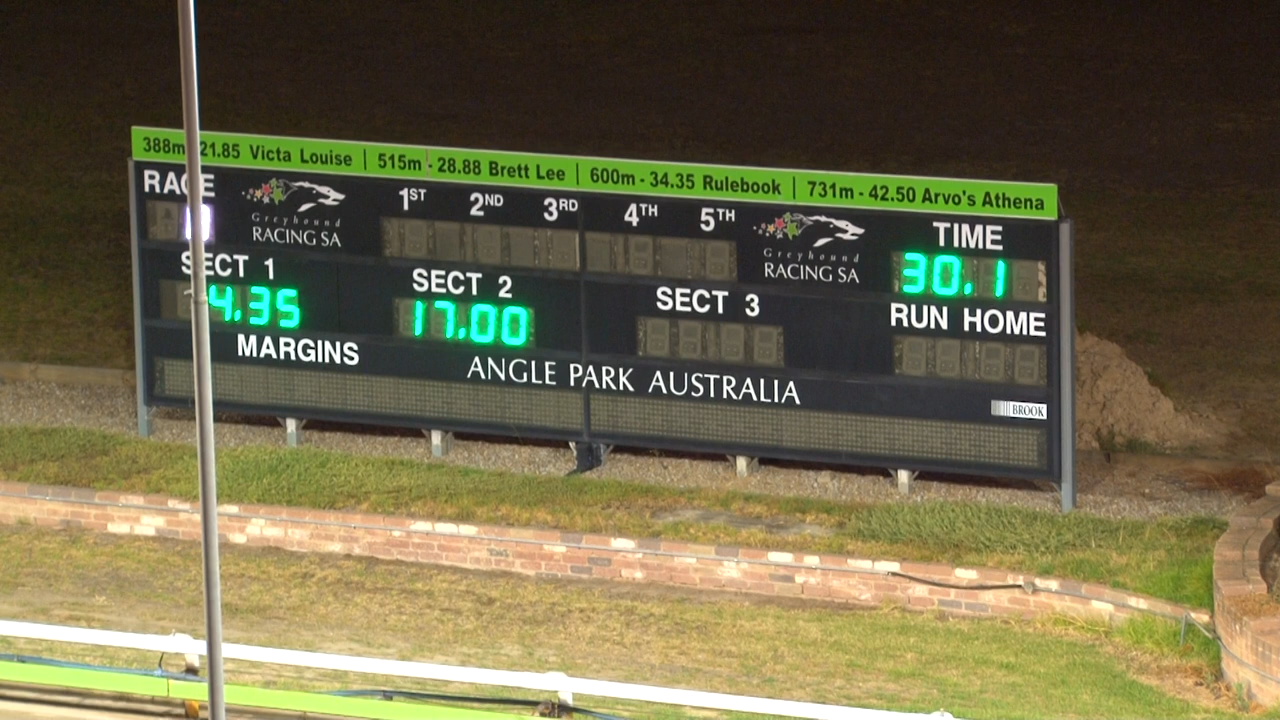 388m - 21.85 Victa Louise | 515m - 28.88 Brett Lee | 600m - 34.35 Rulebook | 731m - 42.50 Arvo's Athena
RACE
Greyhound
RACING SA
1ST 2ND 3RD 4TH 5TH
Greyhound
RACING SA
TIME
30.1
SECT 1
4.35
SECT 2
17.00
SECT 3
RUN HOME
MARGINS
ANGLE PARK AUSTRALIA
BROOK